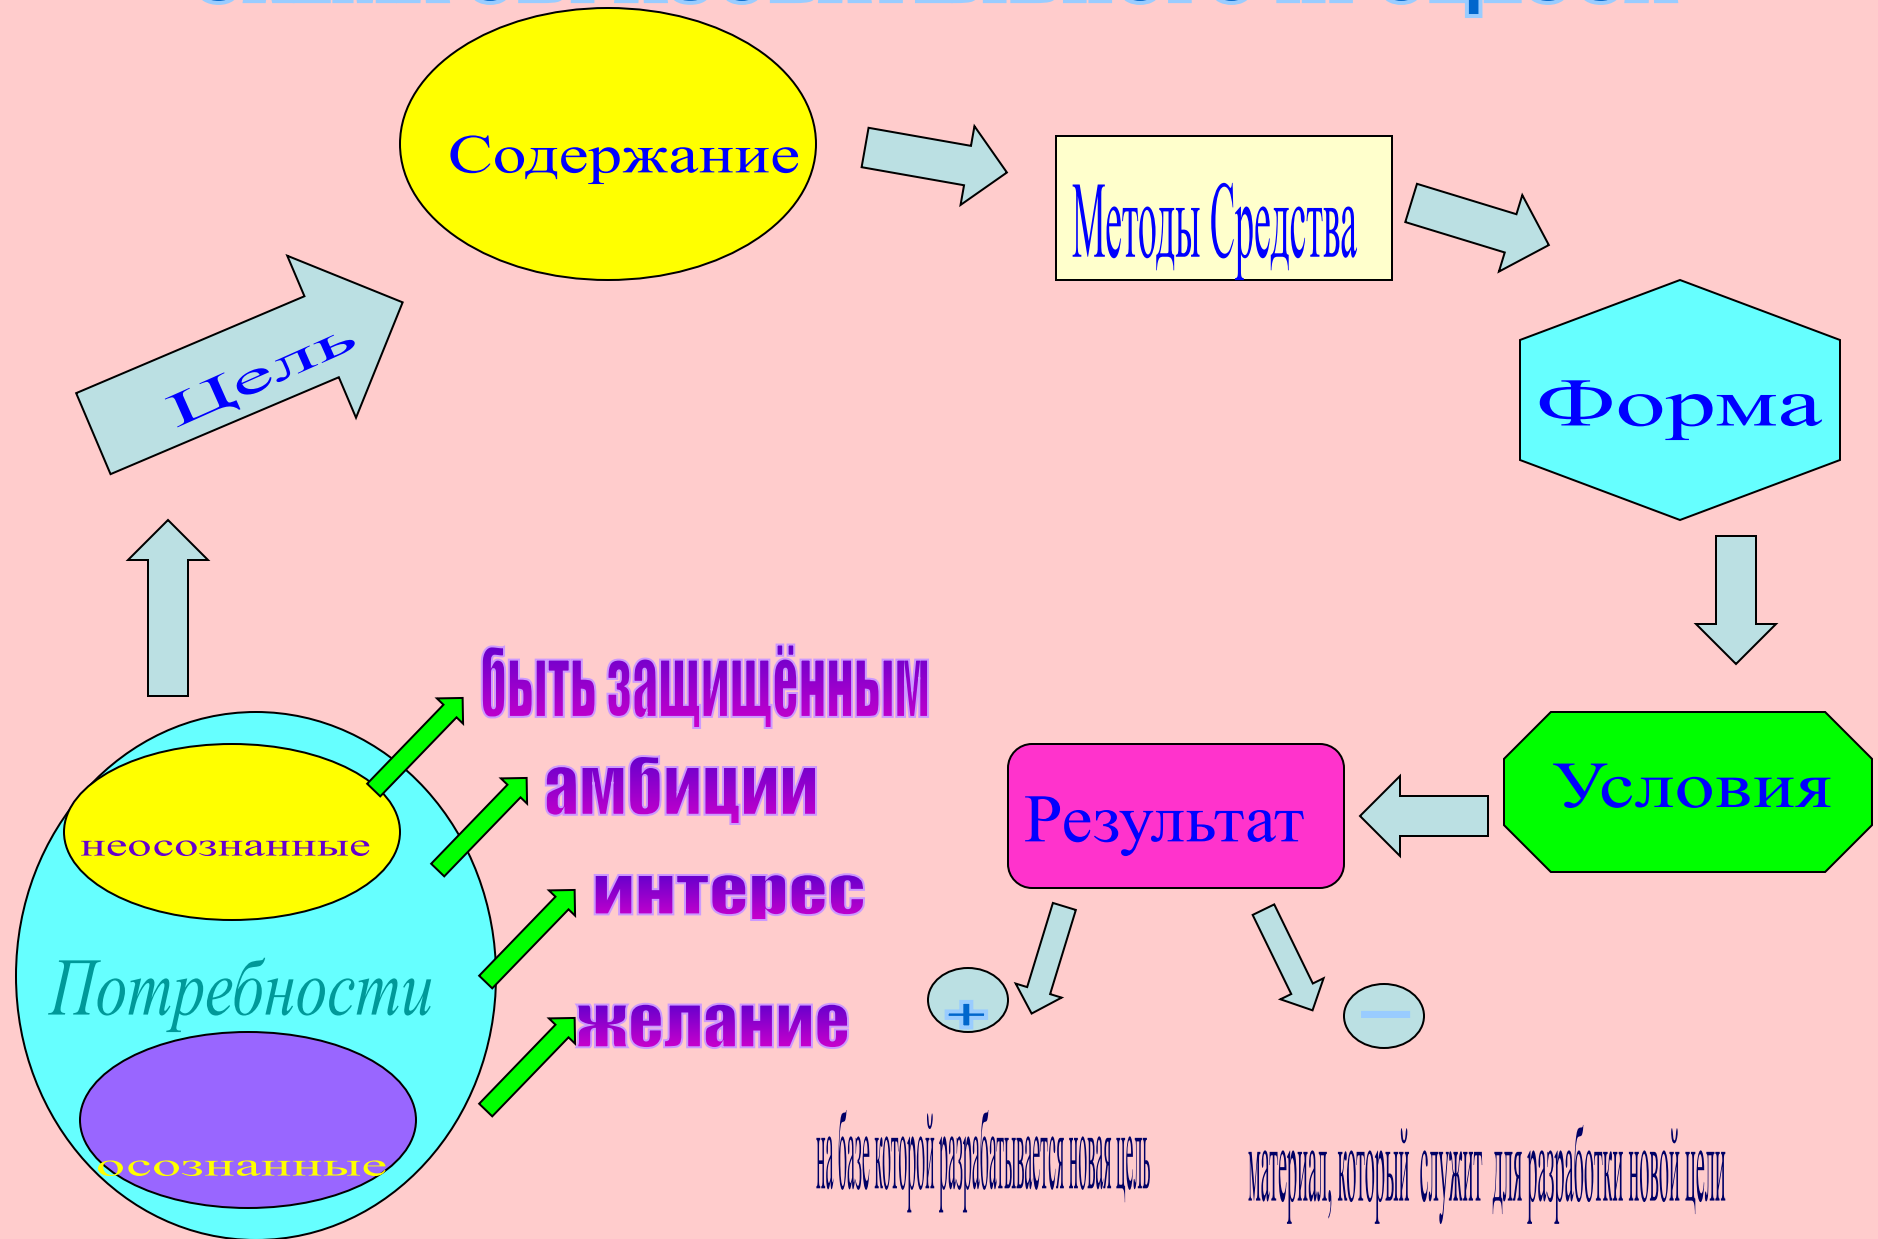 Содержание
Методы Средства
Цель
Форма
быть защищённым
амбиции
Условия
Результат
неосознанные
интерес
Потребности
желание
+
—
осознанные
на базе которой разрабатывается новая цель
материал, который служит для разработки новой цели